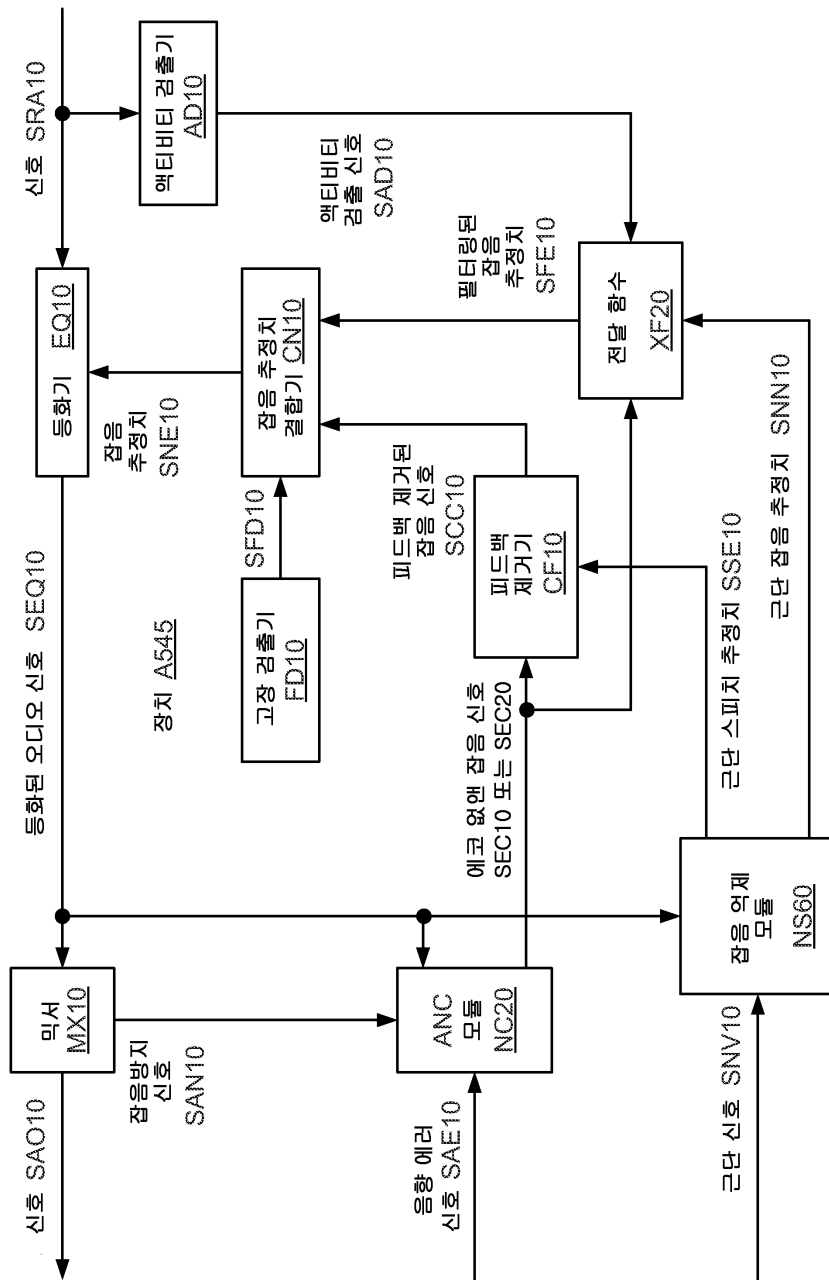 신호 SAO10
믹서
MX10
등화된 오디오 신호 SEQ10
등화기 EQ10
신호 SRA10
잡음방지
신호
SAN10
장치 A545
잡음
추정치
SNE10
액티비티 검출기
AD10
고장 검출기
FD10
SFD10
잡음 추정치
결합기 CN10
액티비티
검출 신호
SAD10
음향 에러
신호 SAE10
ANC
모듈
NC20
에코 없앤 잡음 신호
SEC10 또는 SEC20
피드백 제거된
잡음 신호
SCC10
피드백
제거기
CF10
필터링된
잡음
추정치
SFE10
전달 함수
XF20
근단 신호 SNV10
잡음 억제
모듈
NS60
근단 스피치 추정치 SSE10
근단 잡음 추정치 SNN10